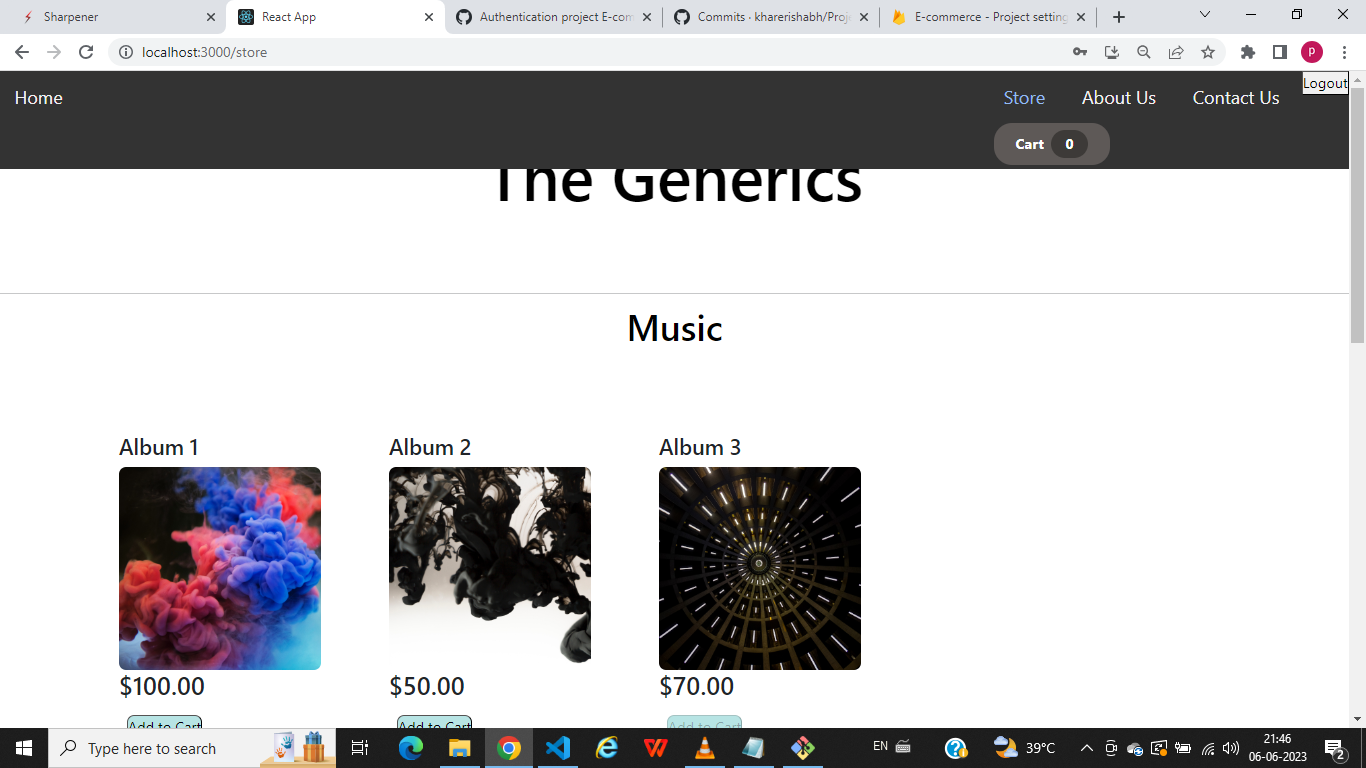 Sharpener
React App
Authentication project E-com
Commits · kharerishabh/Proj
E-commerce - Project setting
localhost:3000/store
P
Home
Store
About Us
Contact Us
Logout
Cart 0
The Generics
Music
Album 1
Album 2
Album 3
$100.00
$50.00
$70.00
Add to Cart
Add to Cart
Add to Cart
Type here to search
EN
39°C
21:46
06-06-2023
2